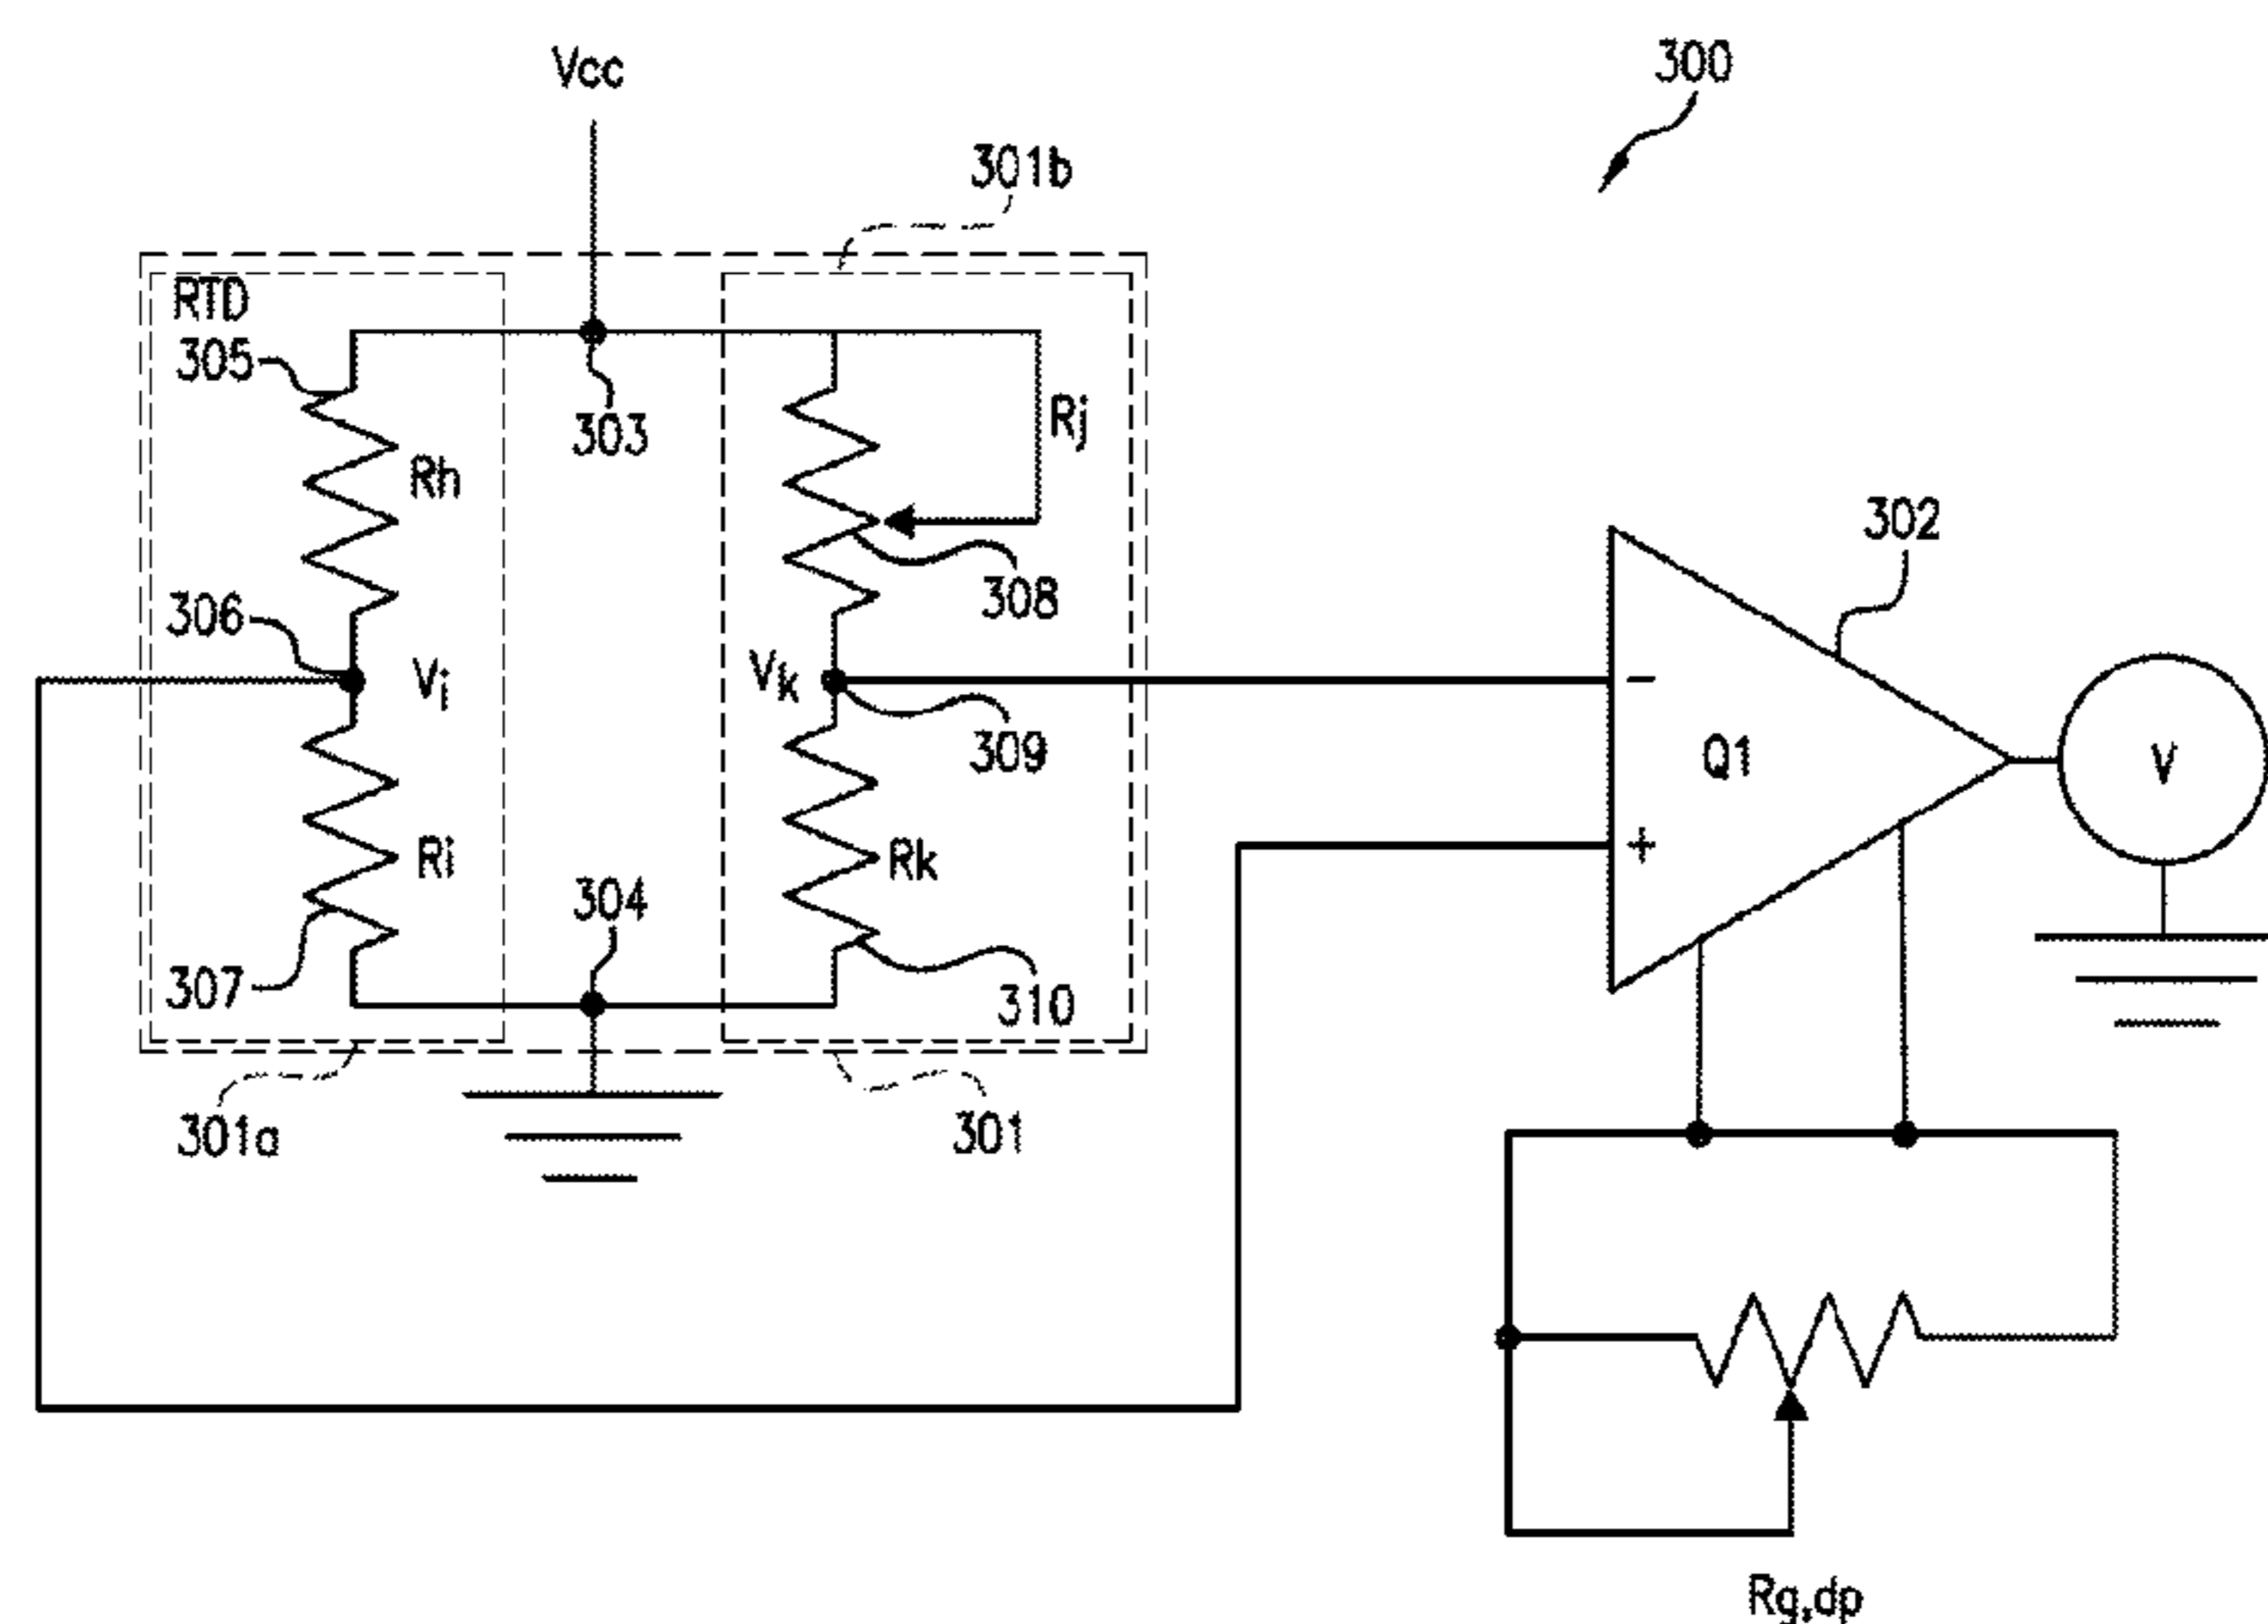 Vcc
300
301b
RTD
305
303
Rj
Rh
302
308
306
Vi
Vk
-
309
Q1
V
+
Ri
Rk
304
307
310
301a
301
Rg,dp